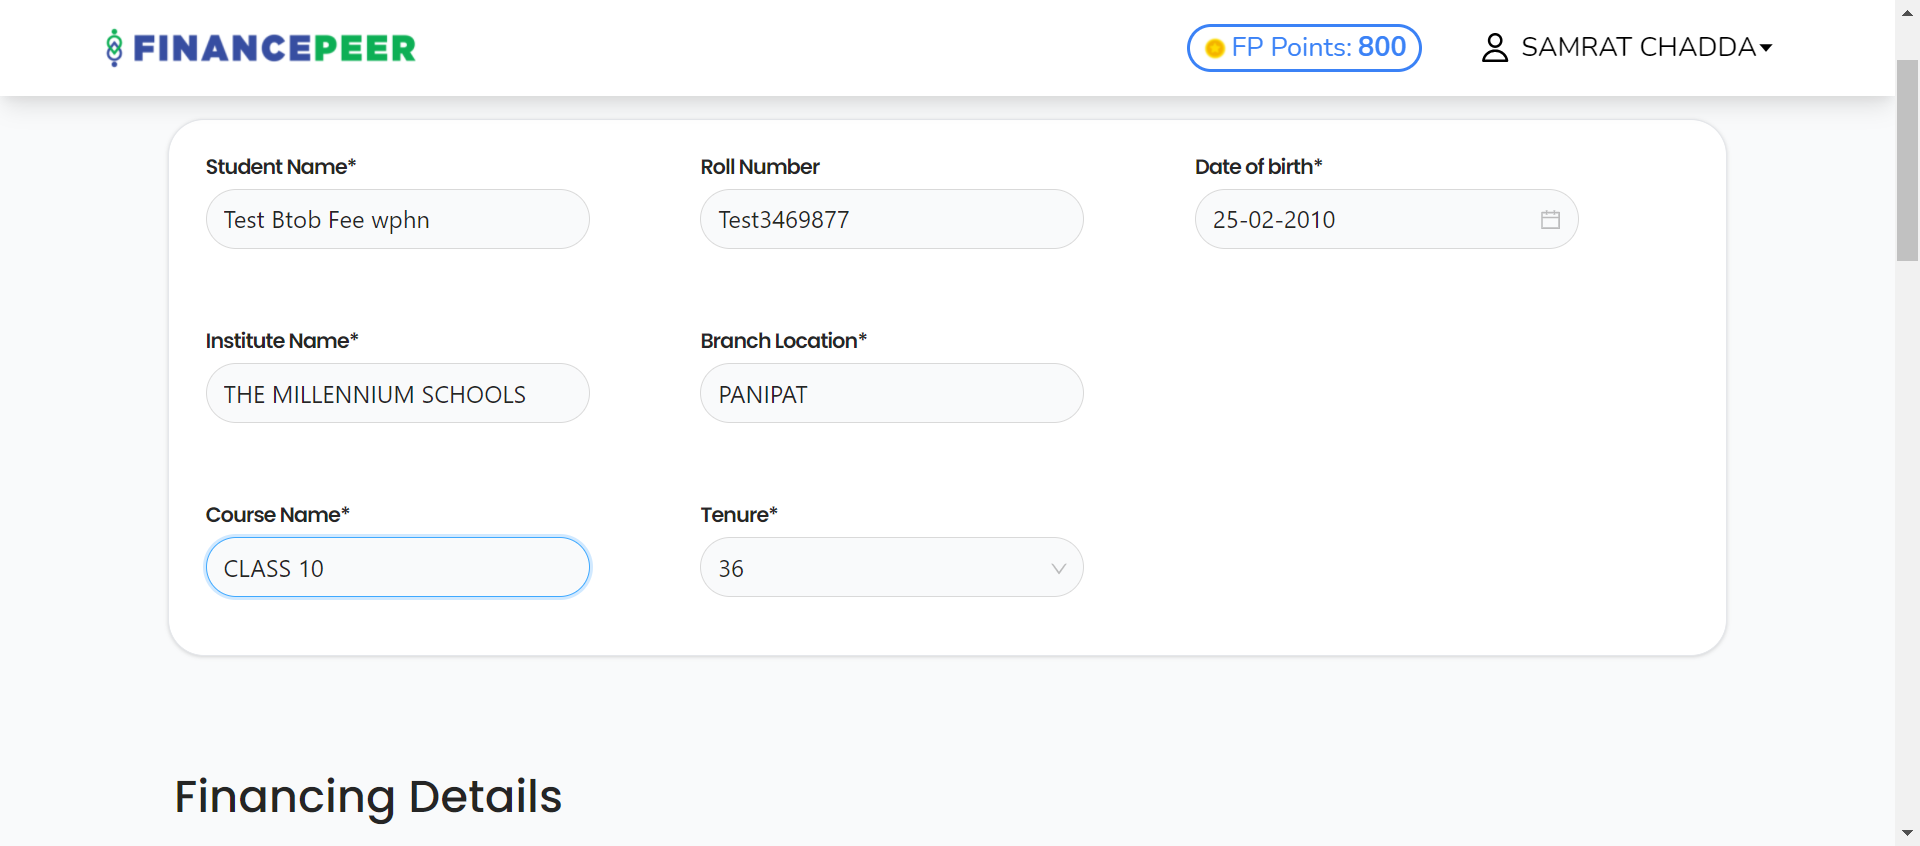 FINANCEPEER
FP Points: 800
SAMRAT CHADDA
Student Name*
Roll Number
Date of birth*
Test Btob Fee wphn
Test3469877
25-02-2010
Institute Name*
Branch Location*
THE MILLENNIUM SCHOOLS
PANIPAT
Course Name*
Tenure*
CLASS 10
36
Financing Details